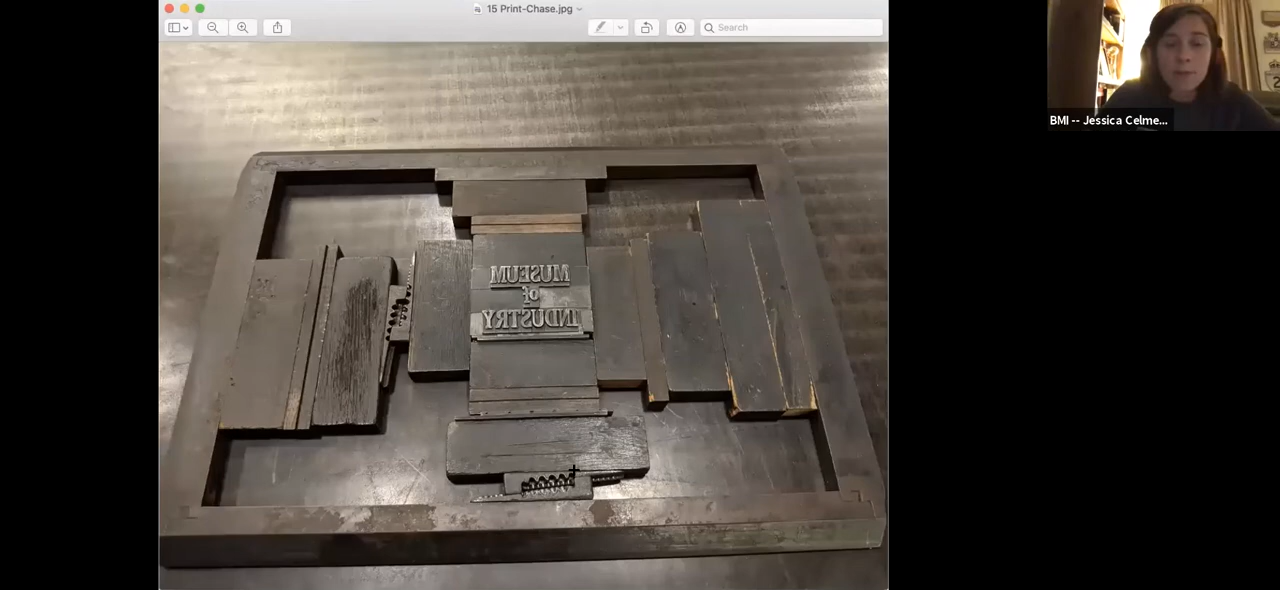 15 Print-Chase.jpg
Search
BMI -- Jessica Celme...
MUSEUM
of
INDUSTRY